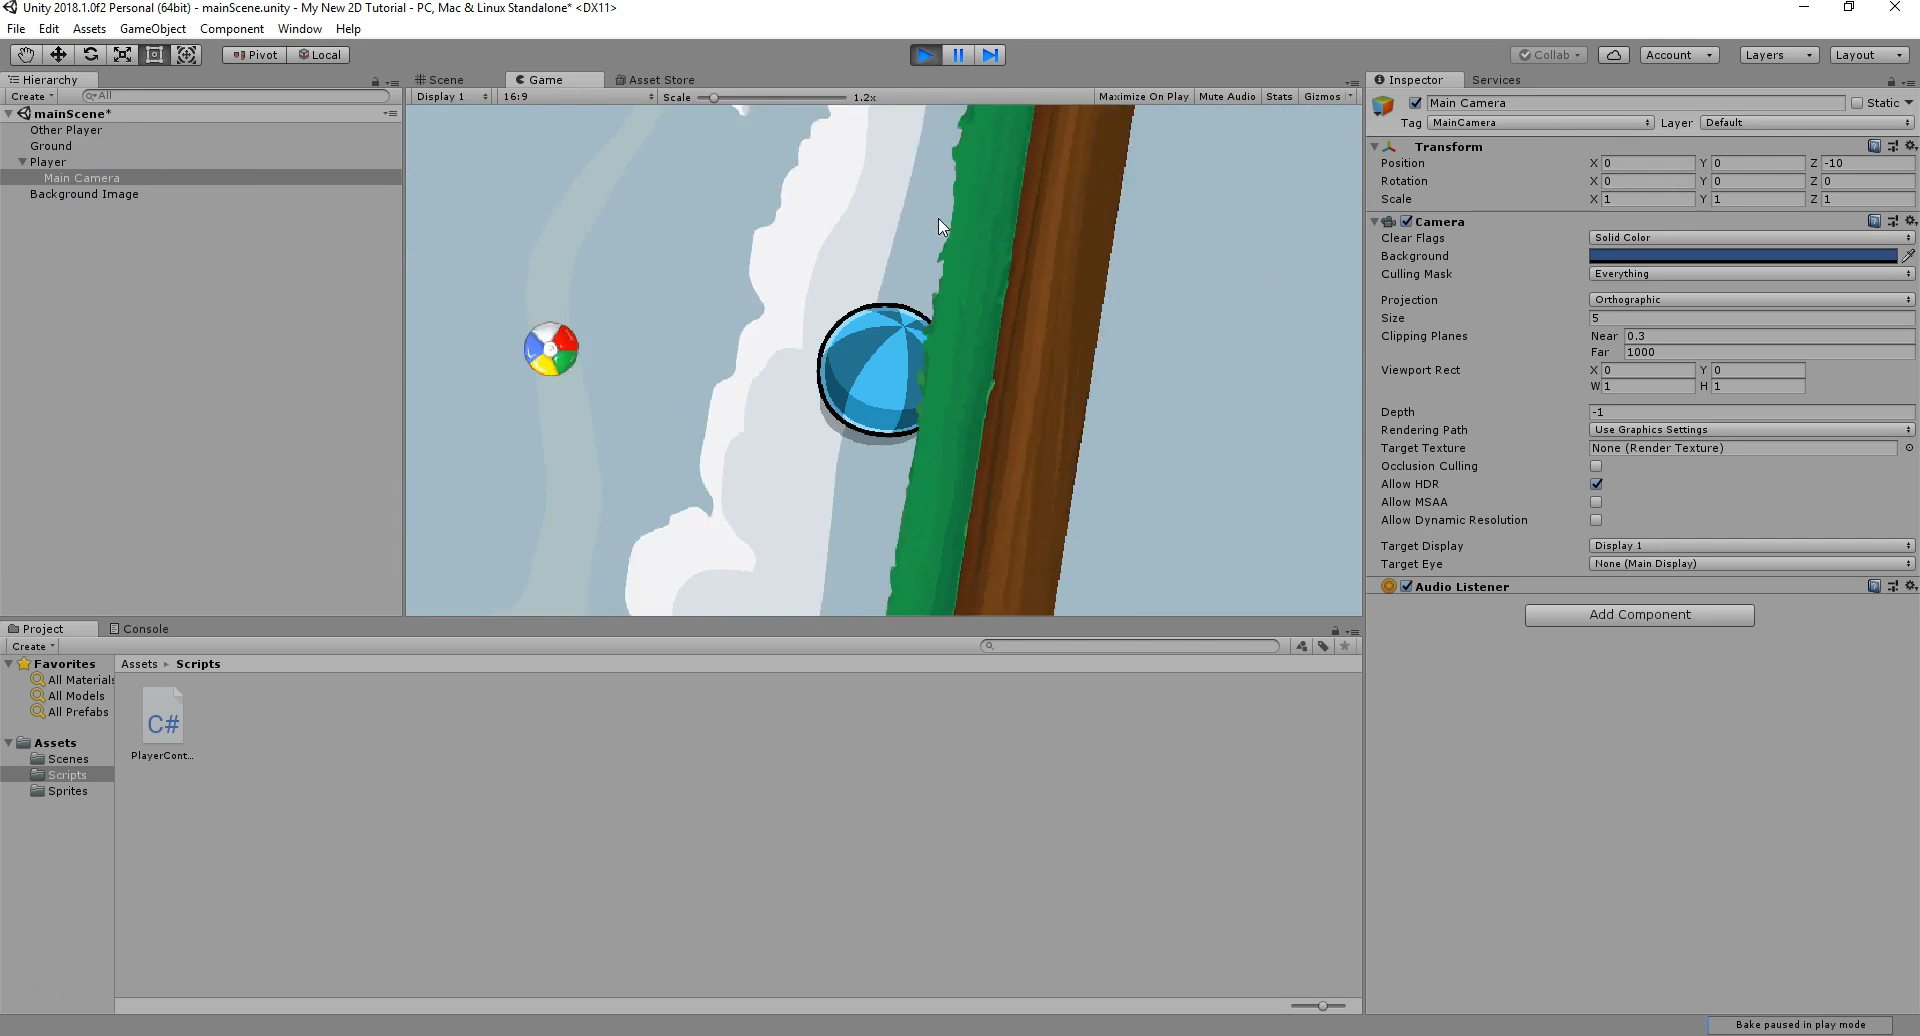 Unity 2018.1.0f2 Personal (64bit) - mainScene.unity - My New 2D Tutorial - PC, Mac & Linux Standalone* <DX11>
File Edit Assets GameObject Component Window Help
Pivot Local Collab Account Layers Layout
Hierarchy
Create All
mainScene*
Other Player
Ground
Player
Main Camera
Background Image
Scene Game Asset Store
Display 1 16:9 Scale 1.2x Maximize On Play Mute Audio Stats Gizmos
Inspector Services
Main Camera Static
Tag MainCamera Layer Default
Transform
Position X 0 Y 0 Z -10
Rotation X 0 Y 0 Z 0
Scale X 1 Y 1 Z 1
Camera
Clear Flags Solid Color
Background
Culling Mask Everything
Projection Orthographic
Size 5
Clipping Planes Near 0.3
Far 1000
Viewport Rect X 0 Y 0
W 1 H 1
Depth -1
Rendering Path Use Graphics Settings
Target Texture None (Render Texture)
Occlusion Culling
Allow HDR
Allow MSAA
Allow Dynamic Resolution
Target Display Display 1
Target Eye None (Main Display)
Audio Listener
Add Component
Project Console
Create
Favorites
All Materials
All Models
All Prefabs
Assets
Scenes
Scripts
Sprites
Assets Scripts
C#
PlayerCont...
Bake paused in play mode